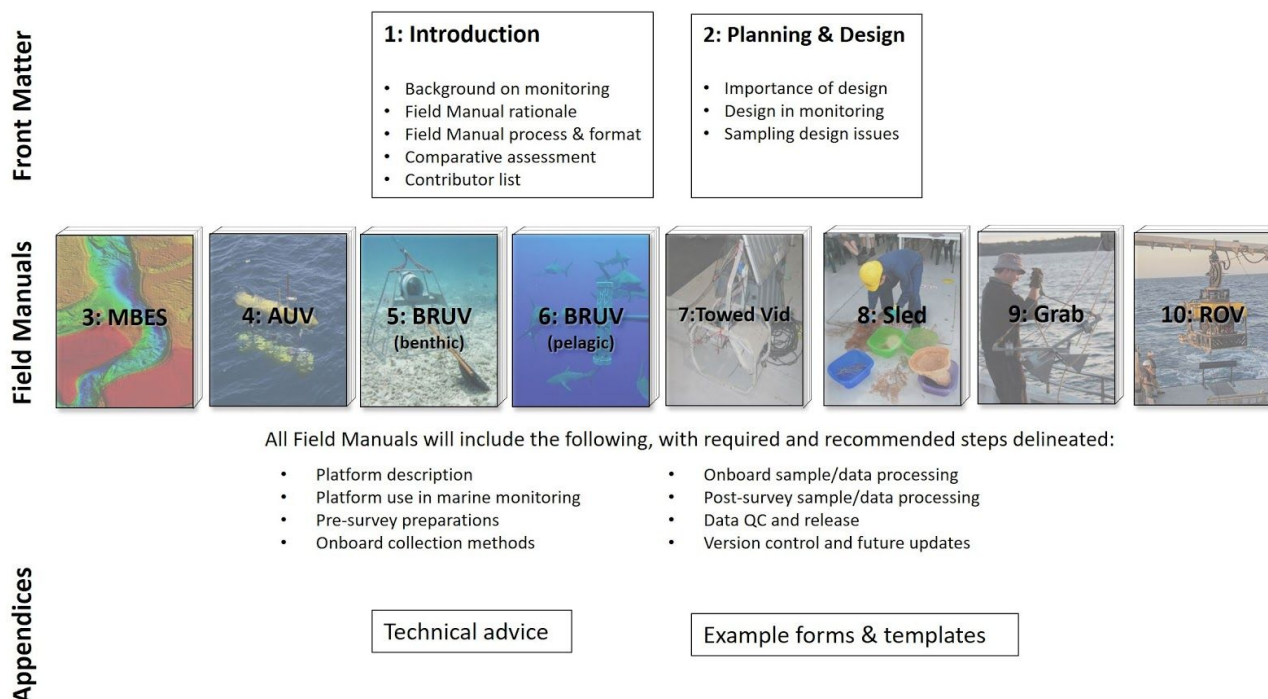 Front Matter
1: Introduction
• Background on monitoring
• Field Manual rationale
• Field Manual process & format
• Comparative assessment
• Contributor list
2: Planning & Design
• Importance of design
• Design in monitoring
• Sampling design issues
Field Manuals
3: MBES
4: AUV
5: BRUV
(benthic)
6: BRUV
(pelagic)
7:Towed Vid
8: Sled
9: Grab
10: ROV
All Field Manuals will include the following, with required and recommended steps delineated:
• Platform description
• Platform use in marine monitoring
• Pre-survey preparations
• Onboard collection methods
• Onboard sample/data processing
• Post-survey sample/data processing
• Data QC and release
• Version control and future updates
Appendices
Technical advice
Example forms & templates